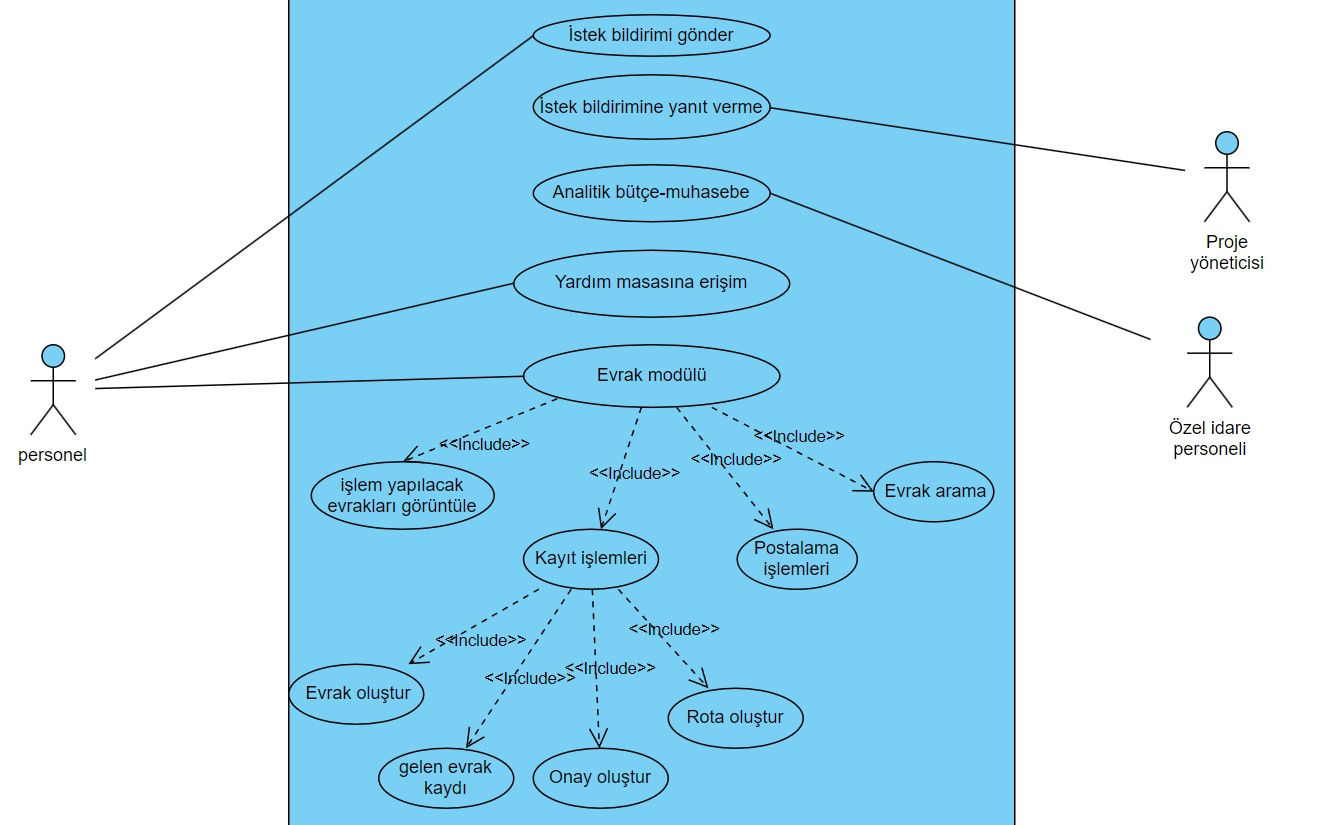 İstek bildirimi gönder
İstek bildirimine yanıt verme
Analitik bütçe-muhasebe
Proje
yöneticisi
Yardım masasına erişim
Evrak modülü
personel
Özel idare
personeli
<<Include>>
<<Include>>
<<Include>>
<<Include>>
işlem yapılacak
evrakları görüntüle
Evrak arama
Kayıt işlemleri
Postalama
işlemleri
<<Include>>
<<Include>>
<<Include>>
<<Include>>
Evrak oluştur
Rota oluştur
gelen evrak
kaydı
Onay oluştur